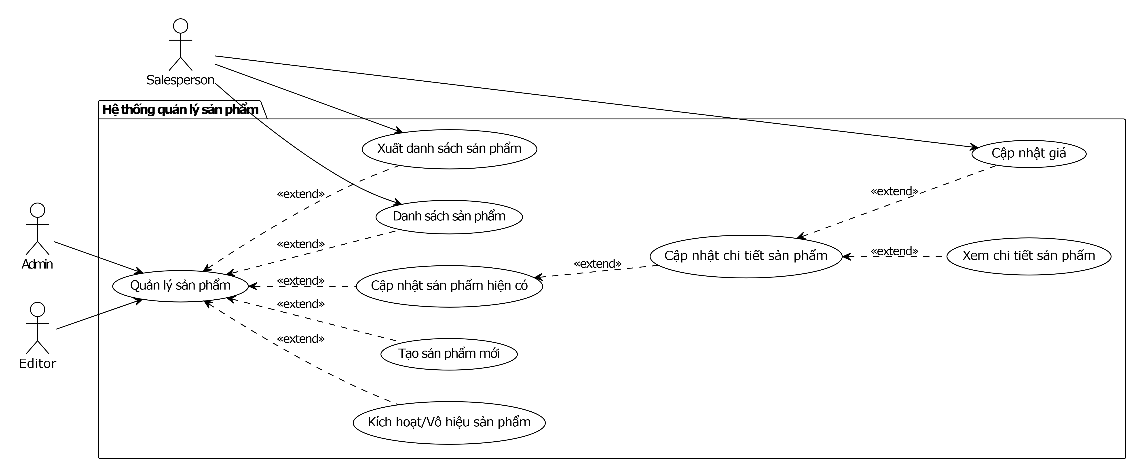 Salesperson
Hệ thống quản lý sản phẩm
Xuất danh sách sản phẩm
Cập nhật giá
«extend»
«extend»
Danh sách sản phẩm
Admin
«extend»
«extend»
Cập nhật chi tiết sản phẩm
Xem chi tiết sản phẩm
«extend»
Quản lý sản phẩm
«extend»
Cập nhật sản phẩm hiện có
«extend»
Editor
«extend»
Tạo sản phẩm mới
Kích hoạt/Vô hiệu sản phẩm